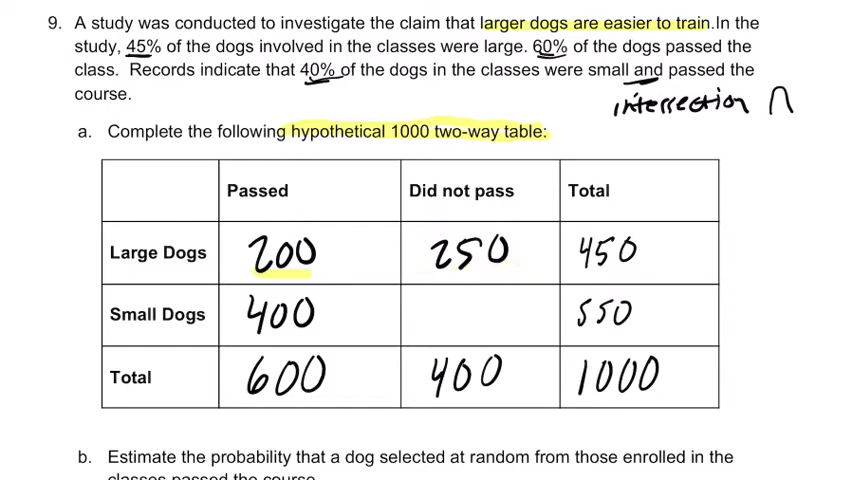 9. A study was conducted to investigate the claim that larger dogs are easier to train.In the
study, 45% of the dogs involved in the classes were large. 60% of the dogs passed the
class. Records indicate that 40% of the dogs in the classes were small and passed the
course.
intersection ∩
a. Complete the following hypothetical 1000 two-way table:
Passed Did not pass Total
Large Dogs 200 250 450
Small Dogs 400 550
Total 600 400 1000
b. Estimate the probability that a dog selected at random from those enrolled in the
classes passed the course.